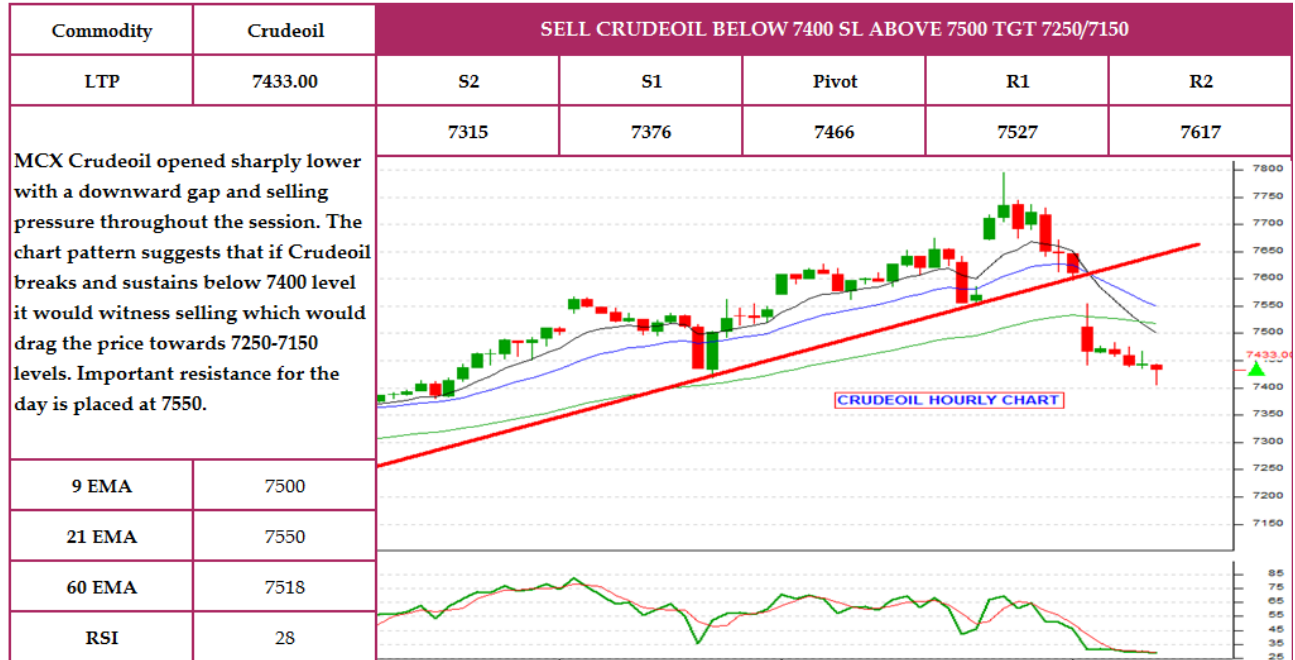 Commodity
Crudeoil
SELL CRUDEOIL BELOW 7400 SL ABOVE 7500 TGT 7250/7150
LTP
7433.00
S2
S1
Pivot
R1
R2
7315
7376
7466
7527
7617
MCX Crudeoil opened sharply lower
with a downward gap and selling
pressure throughout the session. The
chart pattern suggests that if Crudeoil
breaks and sustains below 7400 level
it would witness selling which would
drag the price towards 7250-7150
levels. Important resistance for the
day is placed at 7550.
9 EMA
7500
21 EMA
7550
60 EMA
7518
RSI
28
7800
7750
7700
7650
7600
7550
7500
7433.00
7400
7350
7300
7250
7200
7150
CRUDEOIL HOURLY CHART
85
75
65
55
45
35
25